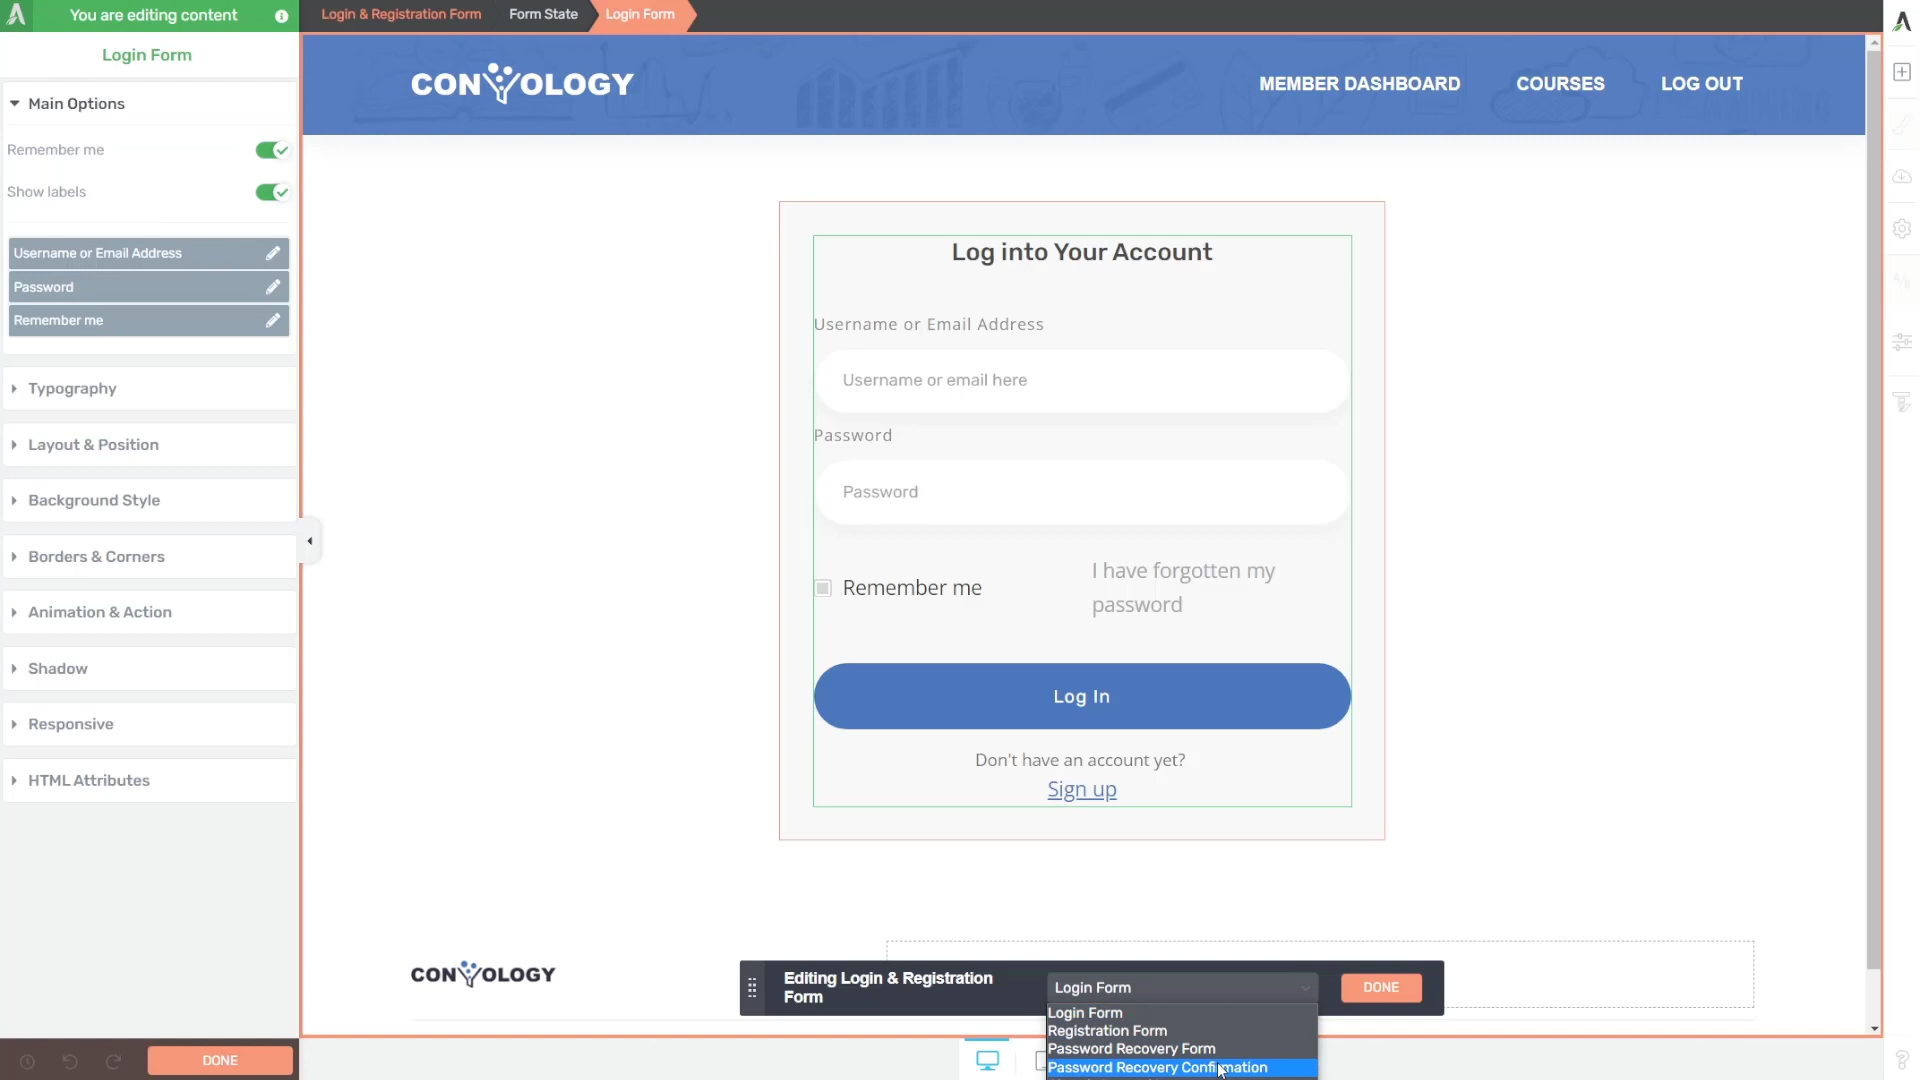 You are editing content
Login & Registration Form
Form State
Login Form
Login Form
Main Options
Remember me
Show labels
Username or Email Address
Password
Remember me
Typography
Layout & Position
Background Style
Borders & Corners
Animation & Action
Shadow
Responsive
HTML Attributes
DONE
CONVOLOGY
MEMBER DASHBOARD
COURSES
LOG OUT
Log into Your Account
Username or Email Address
Username or email here
Password
Password
Remember me
I have forgotten my
password
Log In
Don't have an account yet?
Sign up
Editing Login & Registration
Form
Login Form
DONE
Login Form
Registration Form
Password Recovery Form
Password Recovery Confirmation